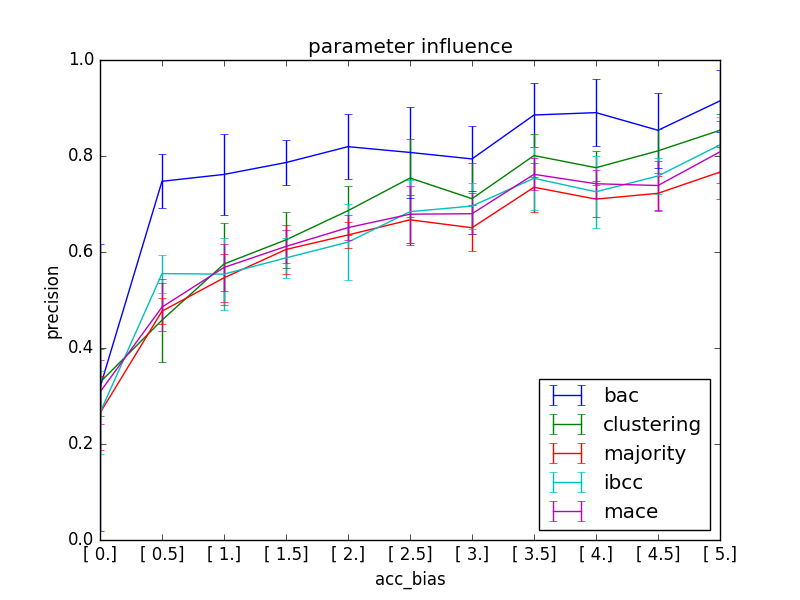 parameter influence
1.0
0.8
0.6
0.4
0.2
0.0
precision
[ 0.] [ 0.5] [ 1.] [ 1.5] [ 2.] [ 2.5] [ 3.] [ 3.5] [ 4.] [ 4.5] [ 5.]
acc_bias
bac
clustering
majority
ibcc
mace